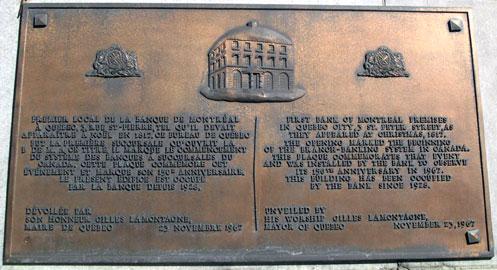 PREMIER LOCAL DE LA BANQUE DE MONTRÉAL
À QUÉBEC, 3, RUE ST-PIERRE, TEL QU'IL DEVAIT
APPARAÎTRE À NOËL EN 1817. CE BUREAU DE QUÉBEC
FUT LA PREMIÈRE SUCCURSALE QU'OUVRIT LA
B DE M. CE TITRE A MARQUÉ LE COMMENCEMENT
DU SYSTÈME DES BANQUES À SUCCURSALES DU
CANADA. CETTE PLAQUE COMMÉMORE CET
ÉVÉNEMENT ET MARQUE SON 150E ANNIVERSAIRE.
LE PRÉSENT ÉDIFICE EST OCCUPÉ
PAR LA BANQUE DEPUIS 1928.
DÉVOILÉE PAR
SON HONNEUR GILLES LAMONTAGNE,
MAIRE DE QUÉBEC 23 NOVEMBRE 1967
FIRST BANK OF MONTREAL PREMISES
IN QUEBEC CITY, 3 ST. PETER STREET, AS
THEY APPEARED AT CHRISTMAS, 1817.
THE OPENING MARKED THE BEGINNING
OF THE BRANCH-BANKING SYSTEM IN CANADA.
THIS PLAQUE COMMEMORATES THAT EVENT
AND WAS INSTALLED BY THE BANK TO OBSERVE
ITS 150TH ANNIVERSARY IN 1967.
THIS BUILDING HAS BEEN OCCUPIED
BY THE BANK SINCE 1928.
UNVEILED BY
HIS WORSHIP GILLES LAMONTAGNE,
MAYOR OF QUEBEC NOVEMBER 23, 1967